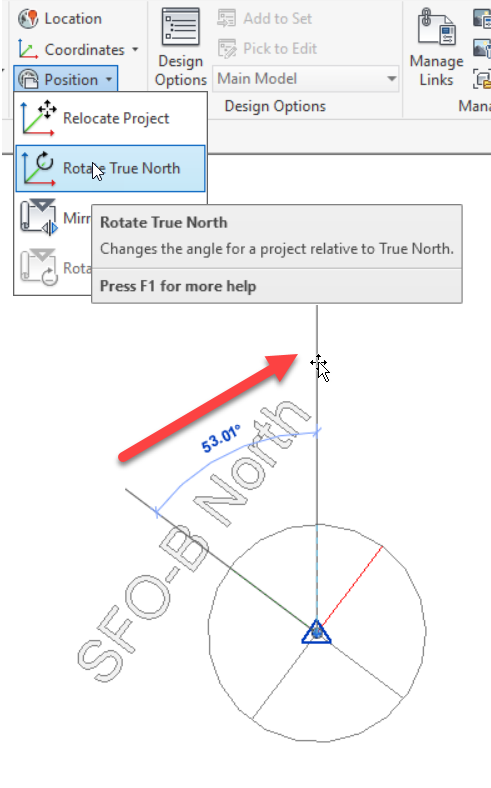 Location
Add to Set
Coordinates
Pick to Edit
Design
Options
Manage
Links
Position
Main Model
Design Options
Mana
Relocate Project
Rotate True North
Mirr
Rota
Rotate True North
Changes the angle for a project relative to True North.
Press F1 for more help
53.01°
SFO-B North